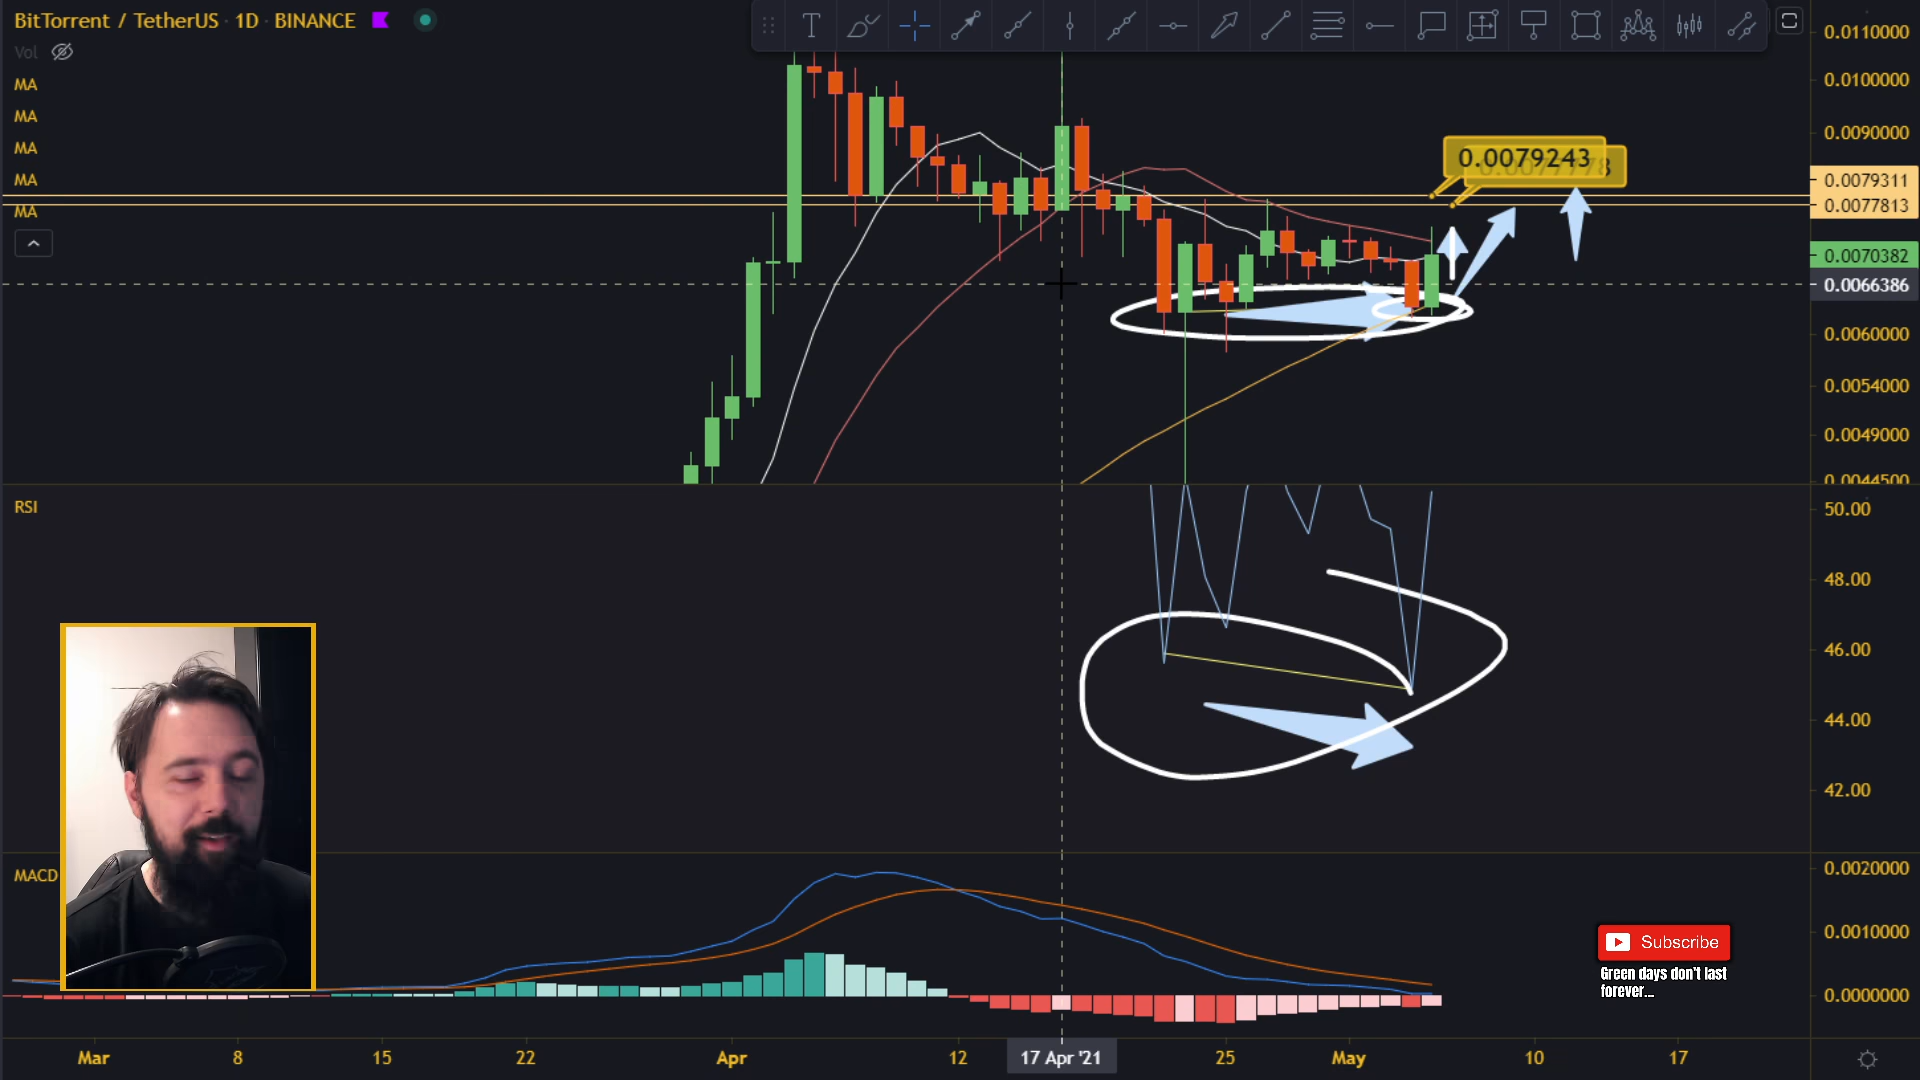 BitTorrent / TetherUS · 1D · BINANCE
Vol
MA
MA
MA
MA
MA
T
0.0110000
0.0100000
0.0090000
0.0079243
0.0079311
0.0077813
0.0070382
0.0066386
0.0060000
0.0054000
0.0049000
0.0044500
RSI
50.00
48.00
46.00
44.00
42.00
MACD
0.0020000
0.0010000
0.0000000
Subscribe
Green days don't last
forever...
Mar
8
15
22
Apr
12
17 Apr '21
25
May
10
17